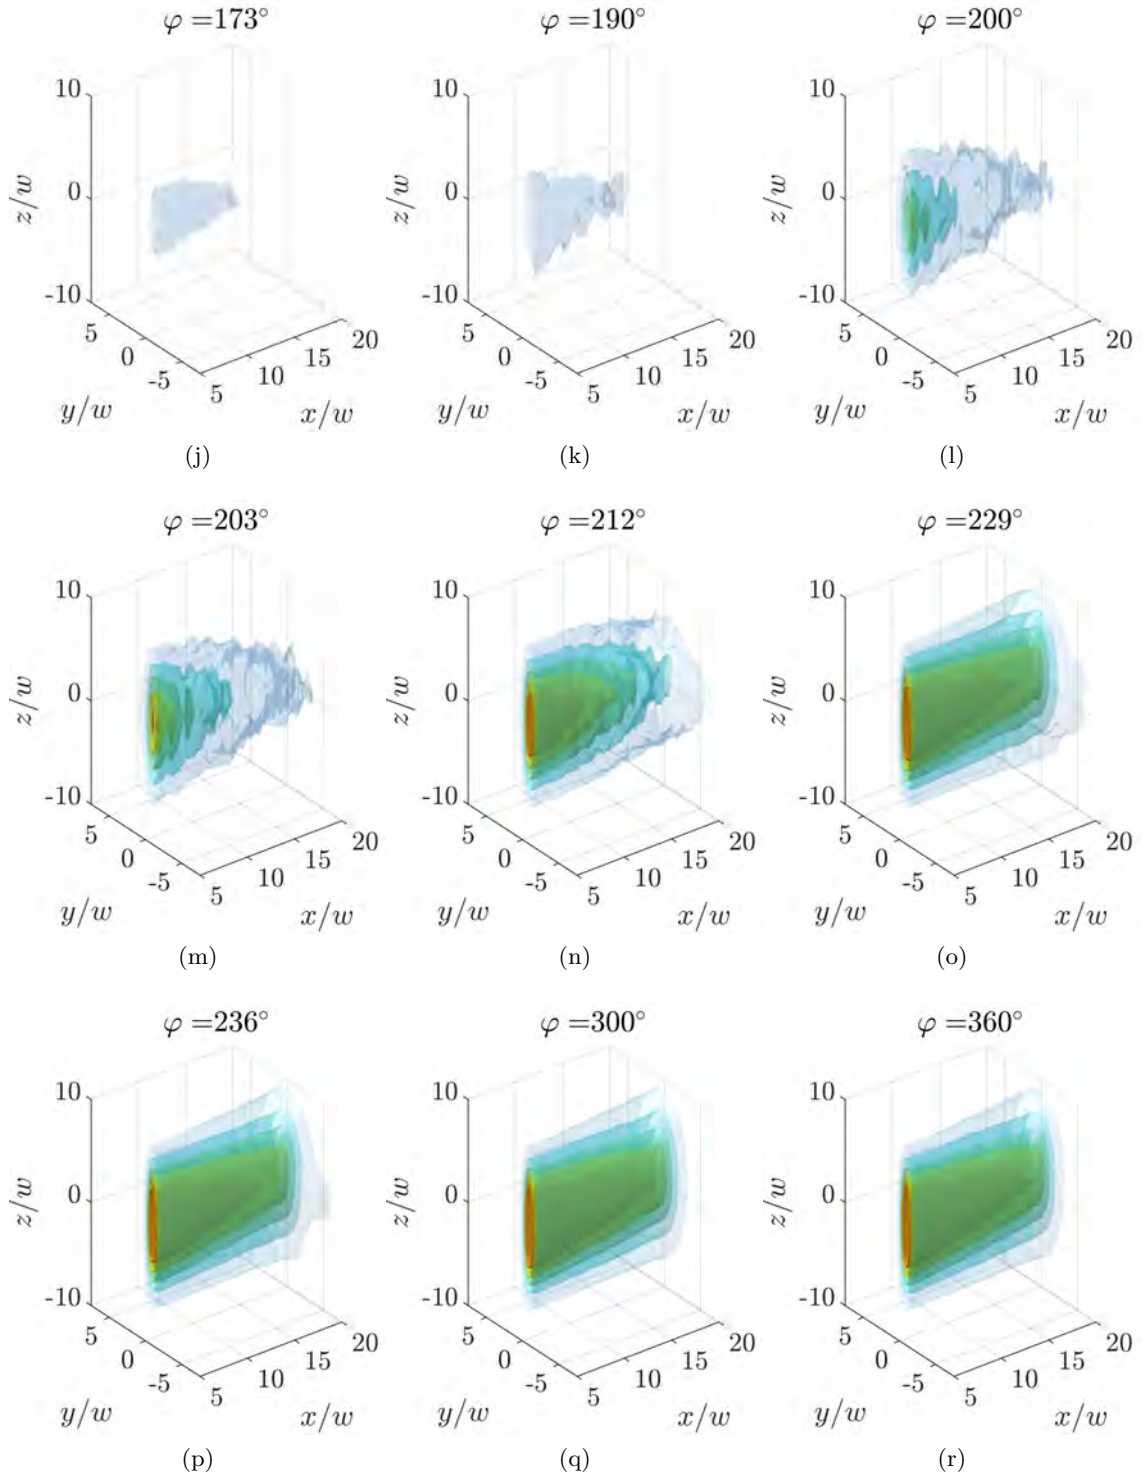 φ =173° φ =190° φ =200°
10 10 10
z/w 0 z/w 0 z/w 0
-10 -10 -10
5 0 -5 5 10 15 20 5 0 -5 5 10 15 20 5 0 -5 5 10 15 20
y/w x/w y/w x/w y/w x/w
(j) (k) (l)
φ =203° φ =212° φ =229°
10 10 10
z/w 0 z/w 0 z/w 0
-10 -10 -10
5 0 -5 5 10 15 20 5 0 -5 5 10 15 20 5 0 -5 5 10 15 20
y/w x/w y/w x/w y/w x/w
(m) (n) (o)
φ =236° φ =300° φ =360°
10 10 10
z/w 0 z/w 0 z/w 0
-10 -10 -10
5 0 -5 5 10 15 20 5 0 -5 5 10 15 20 5 0 -5 5 10 15 20
y/w x/w y/w x/w y/w x/w
(p) (q) (r)